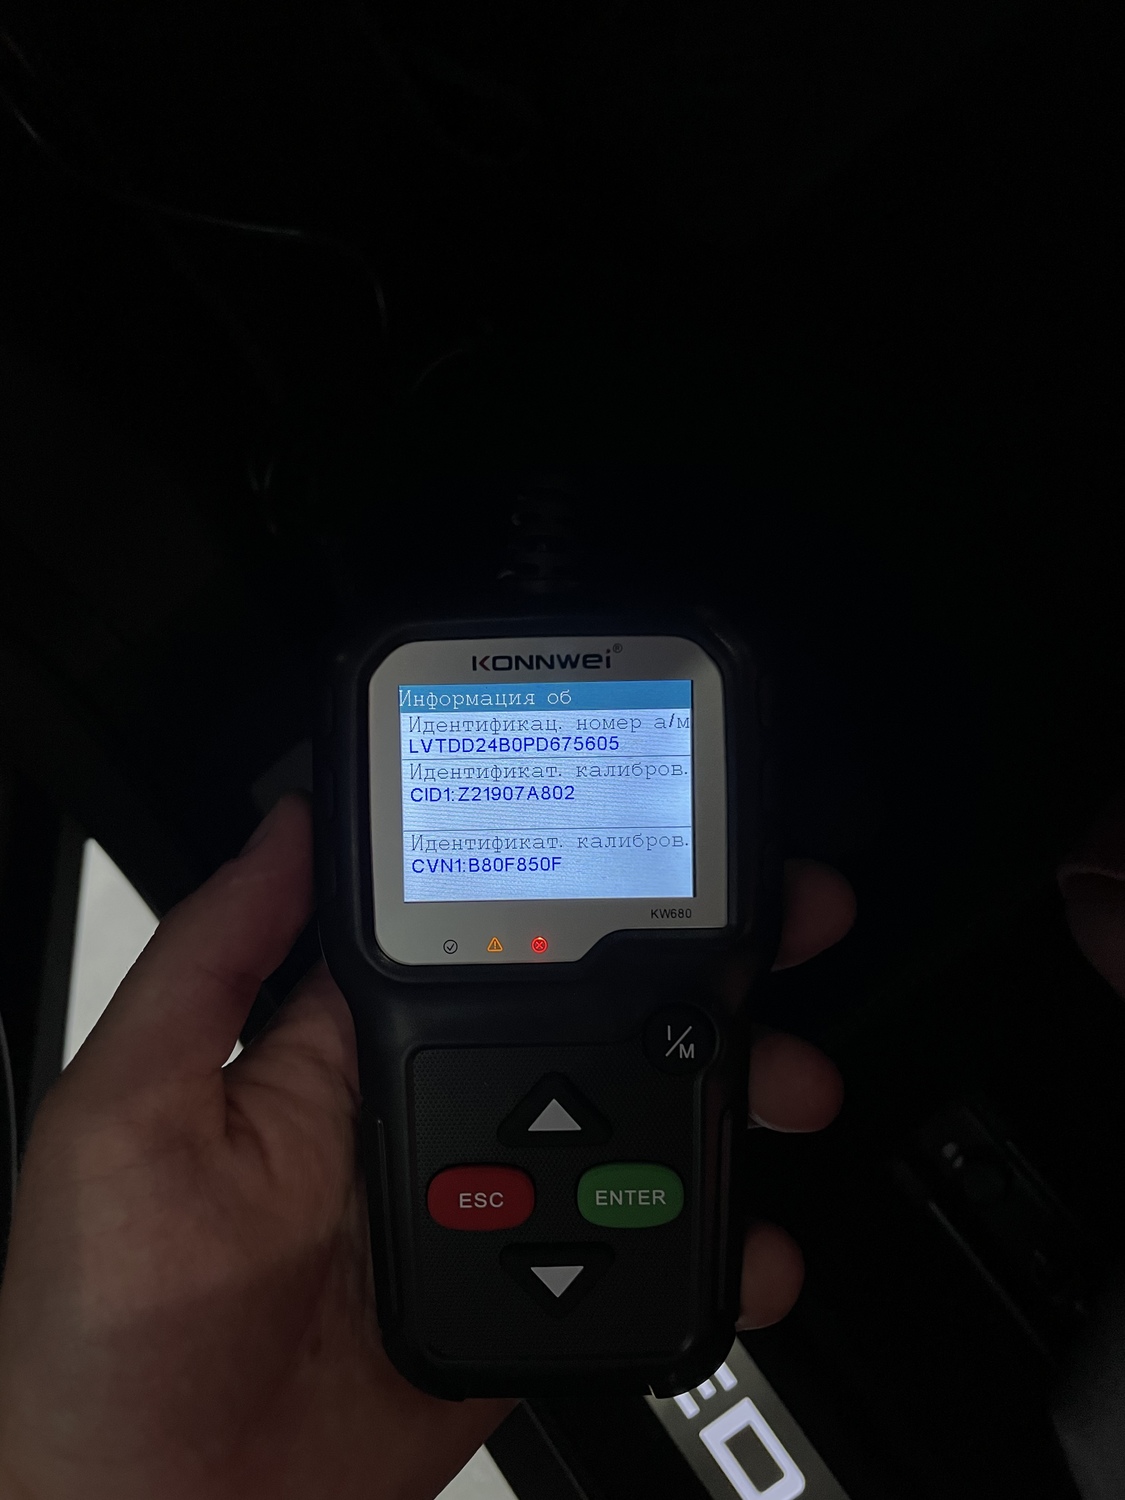 KONNWEI®
Информация об
Идентификац. номер а/м
LVTDD24B0PD675605
Идентификат. калибров.
CID1:Z21907A802
Идентификат. калибров.
CVN1:B80F850F
KW680
I/M
ESC
ENTER